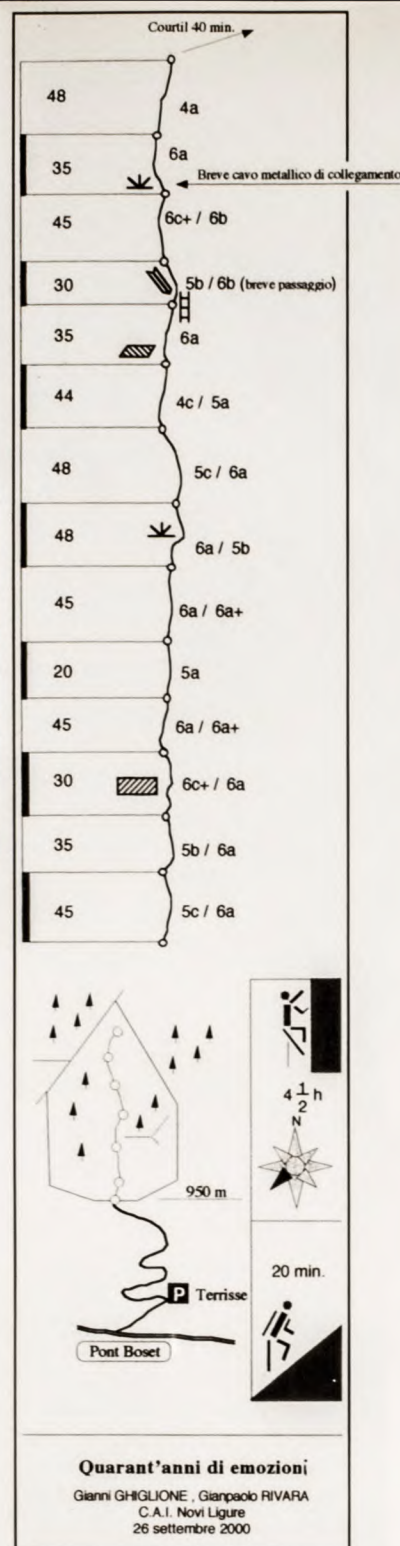 Courtil 40 min.
48
4a
6a
35
Breve cavo metallico di collegamento
45
6c+ / 6b
30
5b / 6b (breve passaggio)
35
6a
44
4c / 5a
48
5c / 6a
48
6a / 5b
45
6a / 6a+
20
5a
45
6a / 6a+
30
6c+ / 6a
35
5b / 6a
45
5c / 6a
4 1/2 h
N
950 m
20 min.
P Terrisse
Pont Boset
Quarant'anni di emozioni
Gianni GHIGLIONE , Gianpaolo RIVARA
C.A.I. Novi Ligure
26 settembre 2000